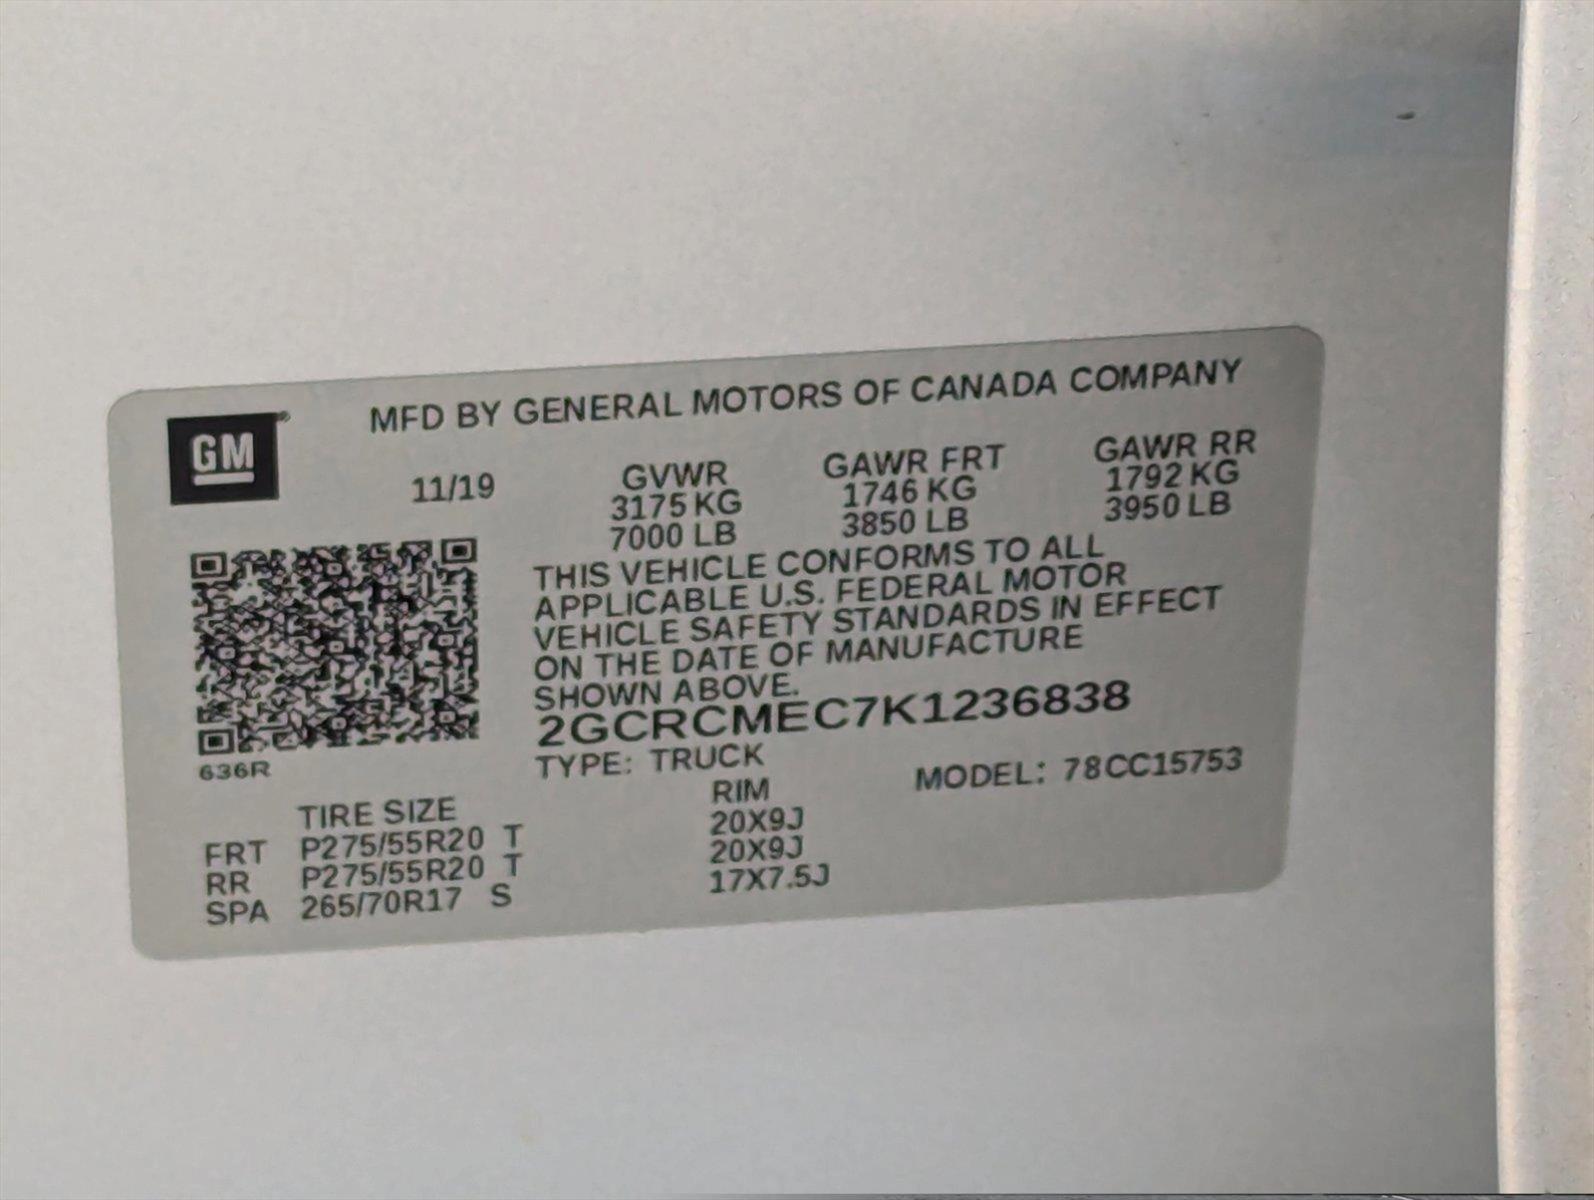 GM
MFD BY GENERAL MOTORS OF CANADA COMPANY
11/19
GVWR GAWR FRT GAWR RR
3175 KG 1746 KG 1792 KG
7000 LB 3850 LB 3950 LB
THIS VEHICLE CONFORMS TO ALL
APPLICABLE U.S. FEDERAL MOTOR
VEHICLE SAFETY STANDARDS IN EFFECT
ON THE DATE OF MANUFACTURE
SHOWN ABOVE.
2GCRCMEC7K1236838
636R
TYPE: TRUCK MODEL: 78CC15753
TIRE SIZE RIM
FRT P275/55R20 T 20X9J
RR P275/55R20 T 20X9J
SPA 265/70R17 S 17X7.5J